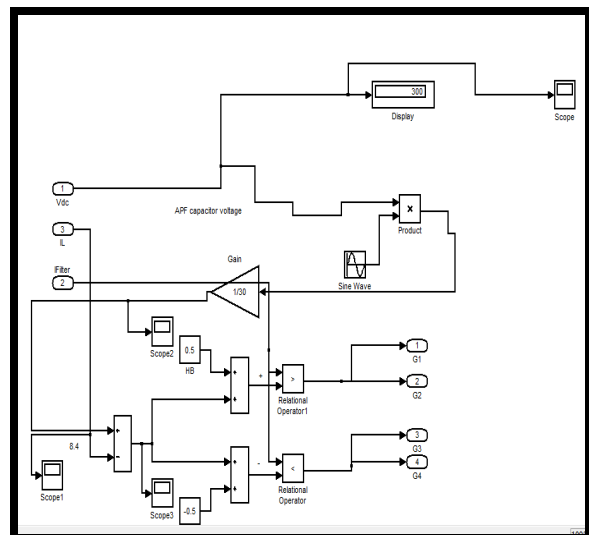 300
Display
Scope
1
Vdc
APF capacitor voltage
x
Product
3
IL
IFilter
2
Sine Wave
Gain
1/30
Scope2
0.5
HB
+
+
+
>
Relational
Operator1
1
G1
2
G2
8.4
+
-
Scope1
Scope3
-0.5
+
+
-
<
Relational
Operator
3
G3
4
G4